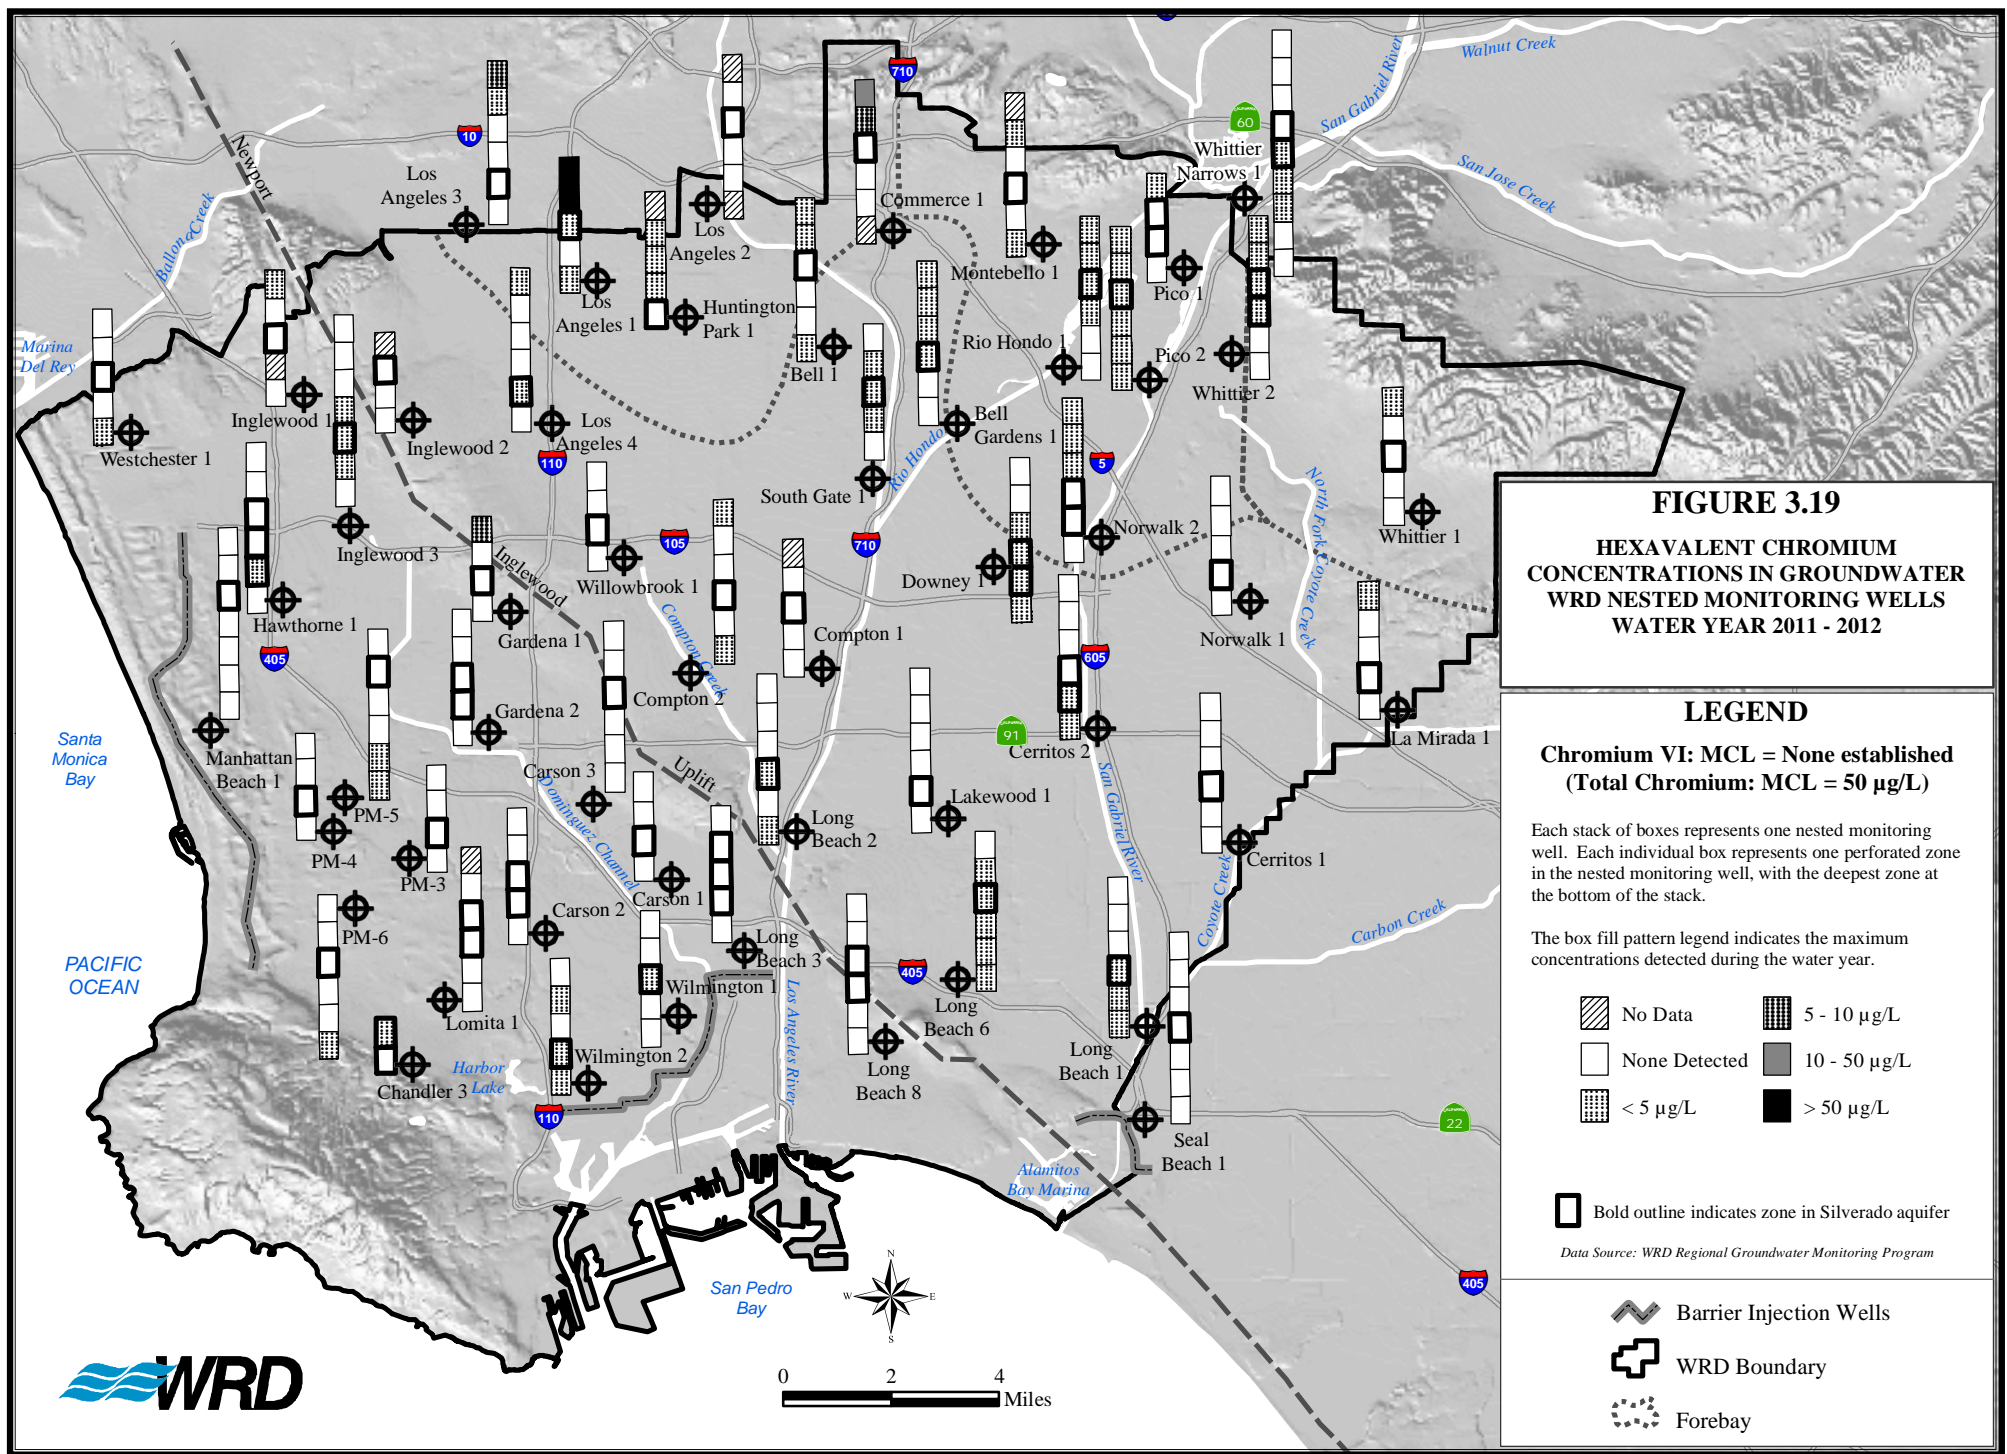 Walnut Creek
San Gabriel River
710
10
60
Newport
Los
Angeles 3
Whittier
Narrows 1
San Jose Creek
Ballona Creek
Commerce 1
Los
Angeles 2
Montebello 1
Pico 1
Los
Angeles 1
Huntington
Park 1
Marina
Del Rey
Rio Hondo 1
Pico 2
Bell 1
Whittier 2
Inglewood 1
Inglewood 2
Los
Angeles 4
Bell
Gardens 1
Westchester 1
110
Rio Hondo
5
North Fork Coyote Creek
South Gate 1
Inglewood 3
Norwalk 2
Whittier 1
105
710
Inglewood
Willowbrook 1
Downey 1
Hawthorne 1
Gardena 1
Compton Creek
Compton 1
Norwalk 1
405
605
Compton 2
Gardena 2
La Mirada 1
Santa
Monica
Bay
Manhattan
Beach 1
91
Cerritos 2
Carson 3
Uplift
Dominguez Channel
San Gabriel River
Lakewood 1
PM-5
Long
Beach 2
PM-4
Cerritos 1
PM-3
Carson 1
Coyote Creek
Carson 2
Carbon Creek
PM-6
Long
Beach 3
PACIFIC
OCEAN
405
Wilmington 1
Los Angeles River
Long
Beach 6
Lomita 1
Wilmington 2
Long
Beach 1
Harbor
Lake
Long
Beach 8
Chandler 3
110
22
Seal
Beach 1
Alamitos
Bay Marina
San Pedro
Bay
N
W
E
S
405
0 2 4
Miles
WRD
FIGURE 3.19
HEXAVALENT CHROMIUM
CONCENTRATIONS IN GROUNDWATER
WRD NESTED MONITORING WELLS
WATER YEAR 2011 - 2012
LEGEND
Chromium VI: MCL = None established
(Total Chromium: MCL = 50 µg/L)
Each stack of boxes represents one nested monitoring
well. Each individual box represents one perforated zone
in the nested monitoring well, with the deepest zone at
the bottom of the stack.
The box fill pattern legend indicates the maximum
concentrations detected during the water year.
No Data
5 - 10 µg/L
None Detected
10 - 50 µg/L
< 5 µg/L
> 50 µg/L
Bold outline indicates zone in Silverado aquifer
Data Source: WRD Regional Groundwater Monitoring Program
Barrier Injection Wells
WRD Boundary
Forebay